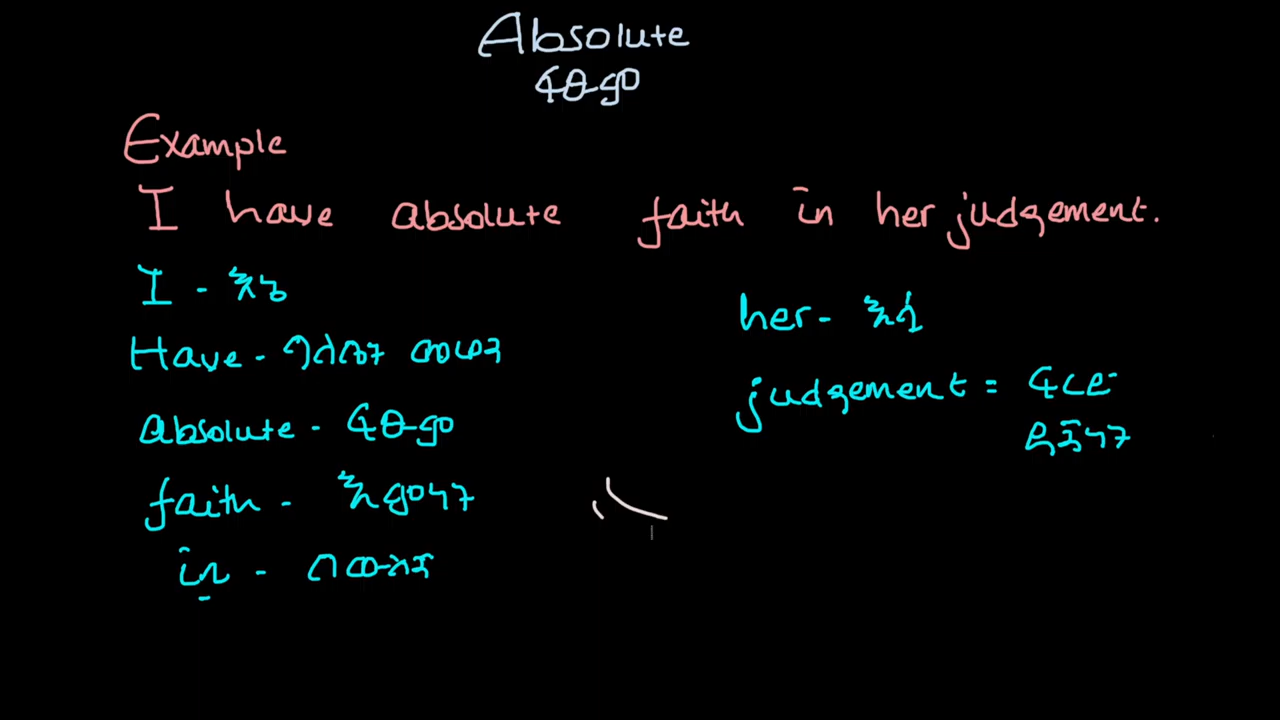 Absolute
ፍፁም
Example
I have absolute faith in her judgement.
I - እኔ
Have - መሆን
absolute - ፍፁም
faith - እምነት
in - በውስጥ
her - እሷ
judgement = ፍርድ
ዳኝነት